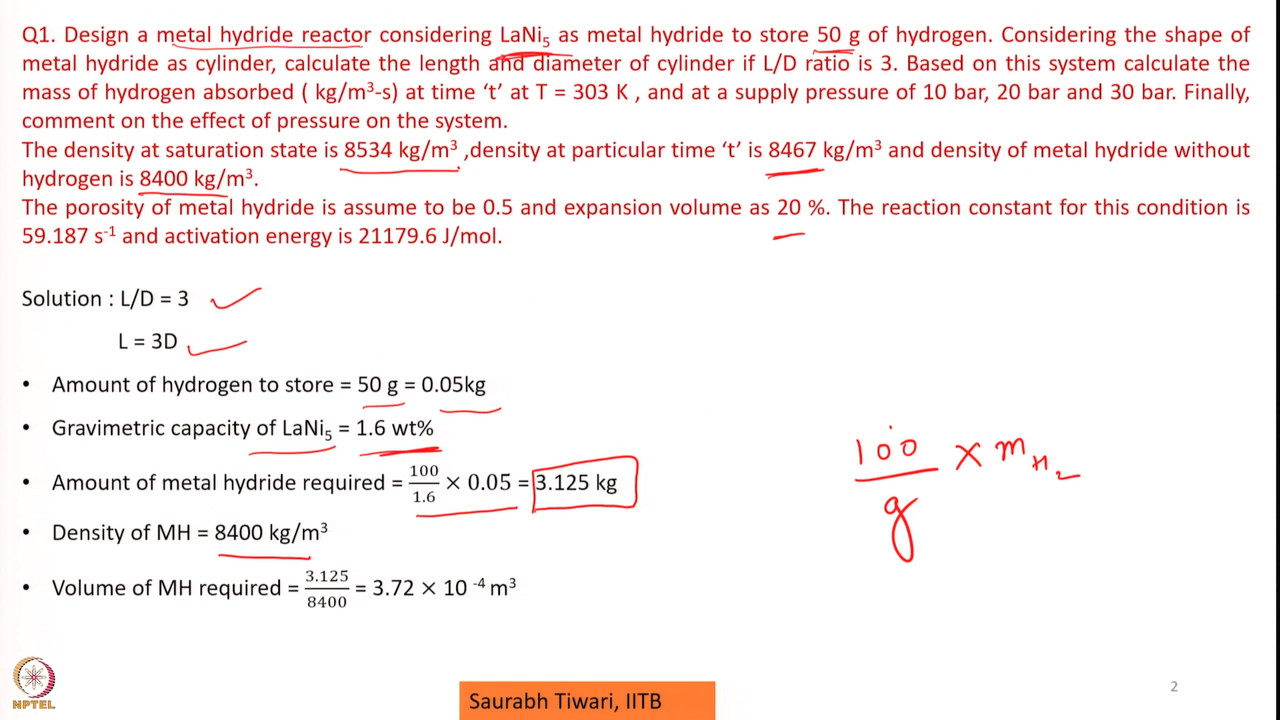 Q1. Design a metal hydride reactor considering LaNi5 as metal hydride to store 50 g of hydrogen. Considering the shape of
metal hydride as cylinder, calculate the length and diameter of cylinder if L/D ratio is 3. Based on this system calculate the
mass of hydrogen absorbed ( kg/m³-s) at time ‘t’ at T = 303 K , and at a supply pressure of 10 bar, 20 bar and 30 bar. Finally,
comment on the effect of pressure on the system.
The density at saturation state is 8534 kg/m³ ,density at particular time ‘t’ is 8467 kg/m³ and density of metal hydride without
hydrogen is 8400 kg/m³.
The porosity of metal hydride is assume to be 0.5 and expansion volume as 20 %. The reaction constant for this condition is
59.187 s⁻¹ and activation energy is 21179.6 J/mol.
Solution : L/D = 3
L = 3D
• Amount of hydrogen to store = 50 g = 0.05kg
• Gravimetric capacity of LaNi5 = 1.6 wt%
• Amount of metal hydride required = 100/1.6 × 0.05 = 3.125 kg
100/g × mH2
• Density of MH = 8400 kg/m³
• Volume of MH required = 3.125/8400 = 3.72 × 10 ⁻⁴ m³
NPTEL
Saurabh Tiwari, IITB
2